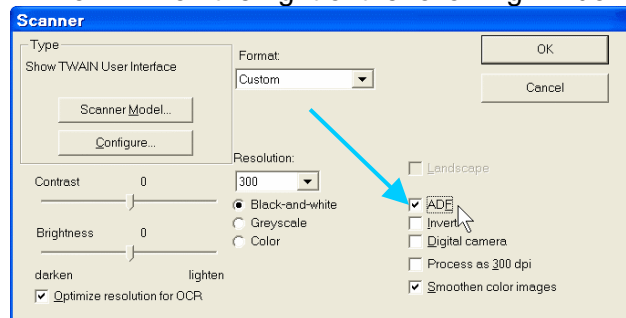 Scanner
Type
Show TWAIN User Interface
Scanner Model...
Configure...
Format:
Custom
OK
Cancel
Resolution:
300
Black-and-white
Greyscale
Color
Contrast 0
Brightness 0
darken lighten
Optimize resolution for OCR
Landscape
ADF
Invert
Digital camera
Process as 300 dpi
Smoothen color images